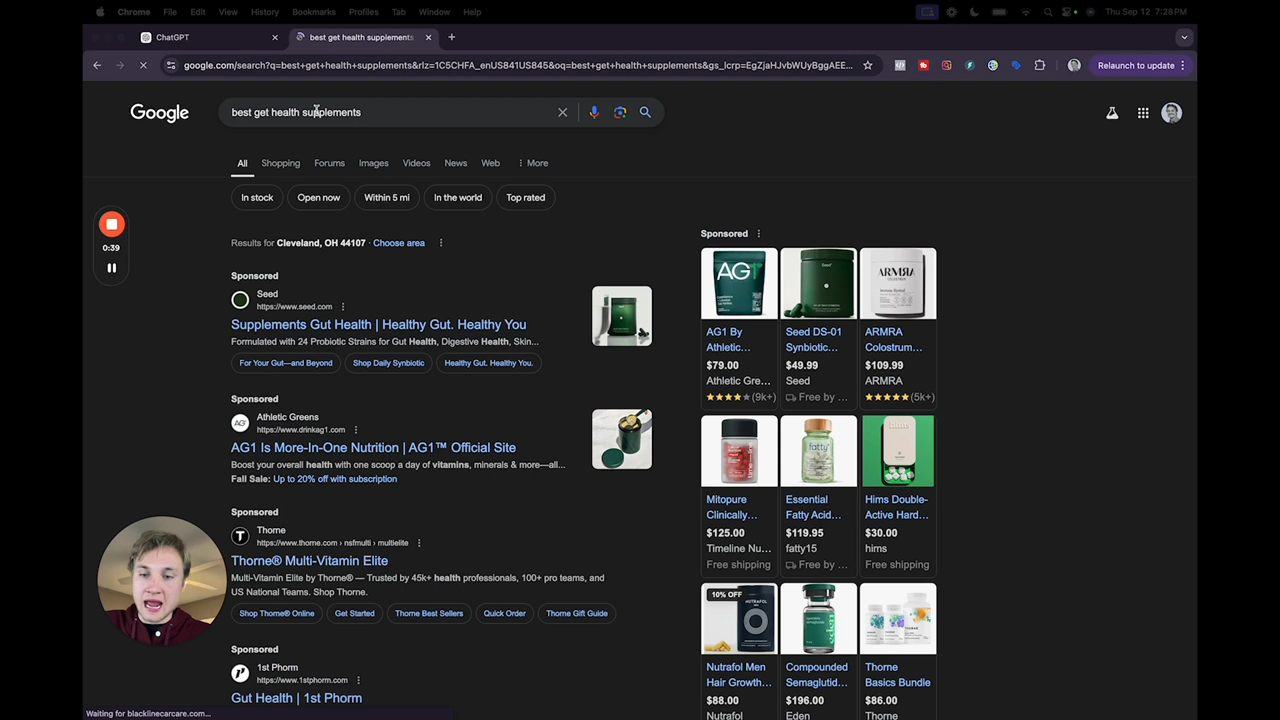 Chrome File Edit View History Bookmarks Profiles Tab Window Help
Thu Sep 12 7:28 PM
ChatGPT
best get health supplements
google.com/search?q=best+get+health+supplements&rlz=1C5CHFA_enUS841US845&oq=best+get+health+supplements&gs_lcrp=EgZjaHJvbWUyBggAEE...
Relaunch to update
Google
best get health supplements
All Shopping Forums Images Videos News Web More
In stock Open now Within 5 mi In the world Top rated
0:39
Results for Cleveland, OH 44107 · Choose area
Sponsored
Seed
https://www.seed.com
Supplements Gut Health | Healthy Gut. Healthy You
Formulated with 24 Probiotic Strains for Gut Health, Digestive Health, Skin...
For Your Gut—and Beyond Shop Daily Synbiotic Healthy Gut. Healthy You.
Sponsored
Athletic Greens
https://www.drinkag1.com
AG1 Is More-In-One Nutrition | AG1™ Official Site
Boost your overall health with one scoop a day of vitamins, minerals & more—all...
Fall Sale: Up to 20% off with subscription
Sponsored
Thorne
https://www.thorne.com › nsfmulti › multielite
Thorne® Multi-Vitamin Elite
Multi-Vitamin Elite by Thorne® — Trusted by 45k+ health professionals, 100+ pro teams, and
US National Teams. Shop Thorne.
Shop Thorne® Online Get Started Thorne Best Sellers Quick Order Thorne Gift Guide
Sponsored
1st Phorm
https://www.1stphorm.com
Gut Health | 1st Phorm
Waiting for blacklinecarcare.com...
Sponsored
AG1
Seed
ARMRA
AG1 By
Athletic...
$79.00
Athletic Gre...
(9k+)
Seed DS-01
Synbiotic...
$49.99
Seed
Free by ...
ARMRA
Colostrum...
$109.99
ARMRA
(5k+)
fatty
hims
Mitopure
Clinically...
$125.00
Timeline Nu...
Free shipping
Essential
Fatty Acid...
$119.95
fatty15
Free by ...
Hims Double-
Active Hard...
$30.00
hims
Free shipping
10% OFF
NUTRAFOL
Nutrafol Men
Hair Growth...
$88.00
Nutrafol
Compounded
Semaglutid...
$196.00
Eden
Thorne
Basics Bundle
$86.00
Thorne